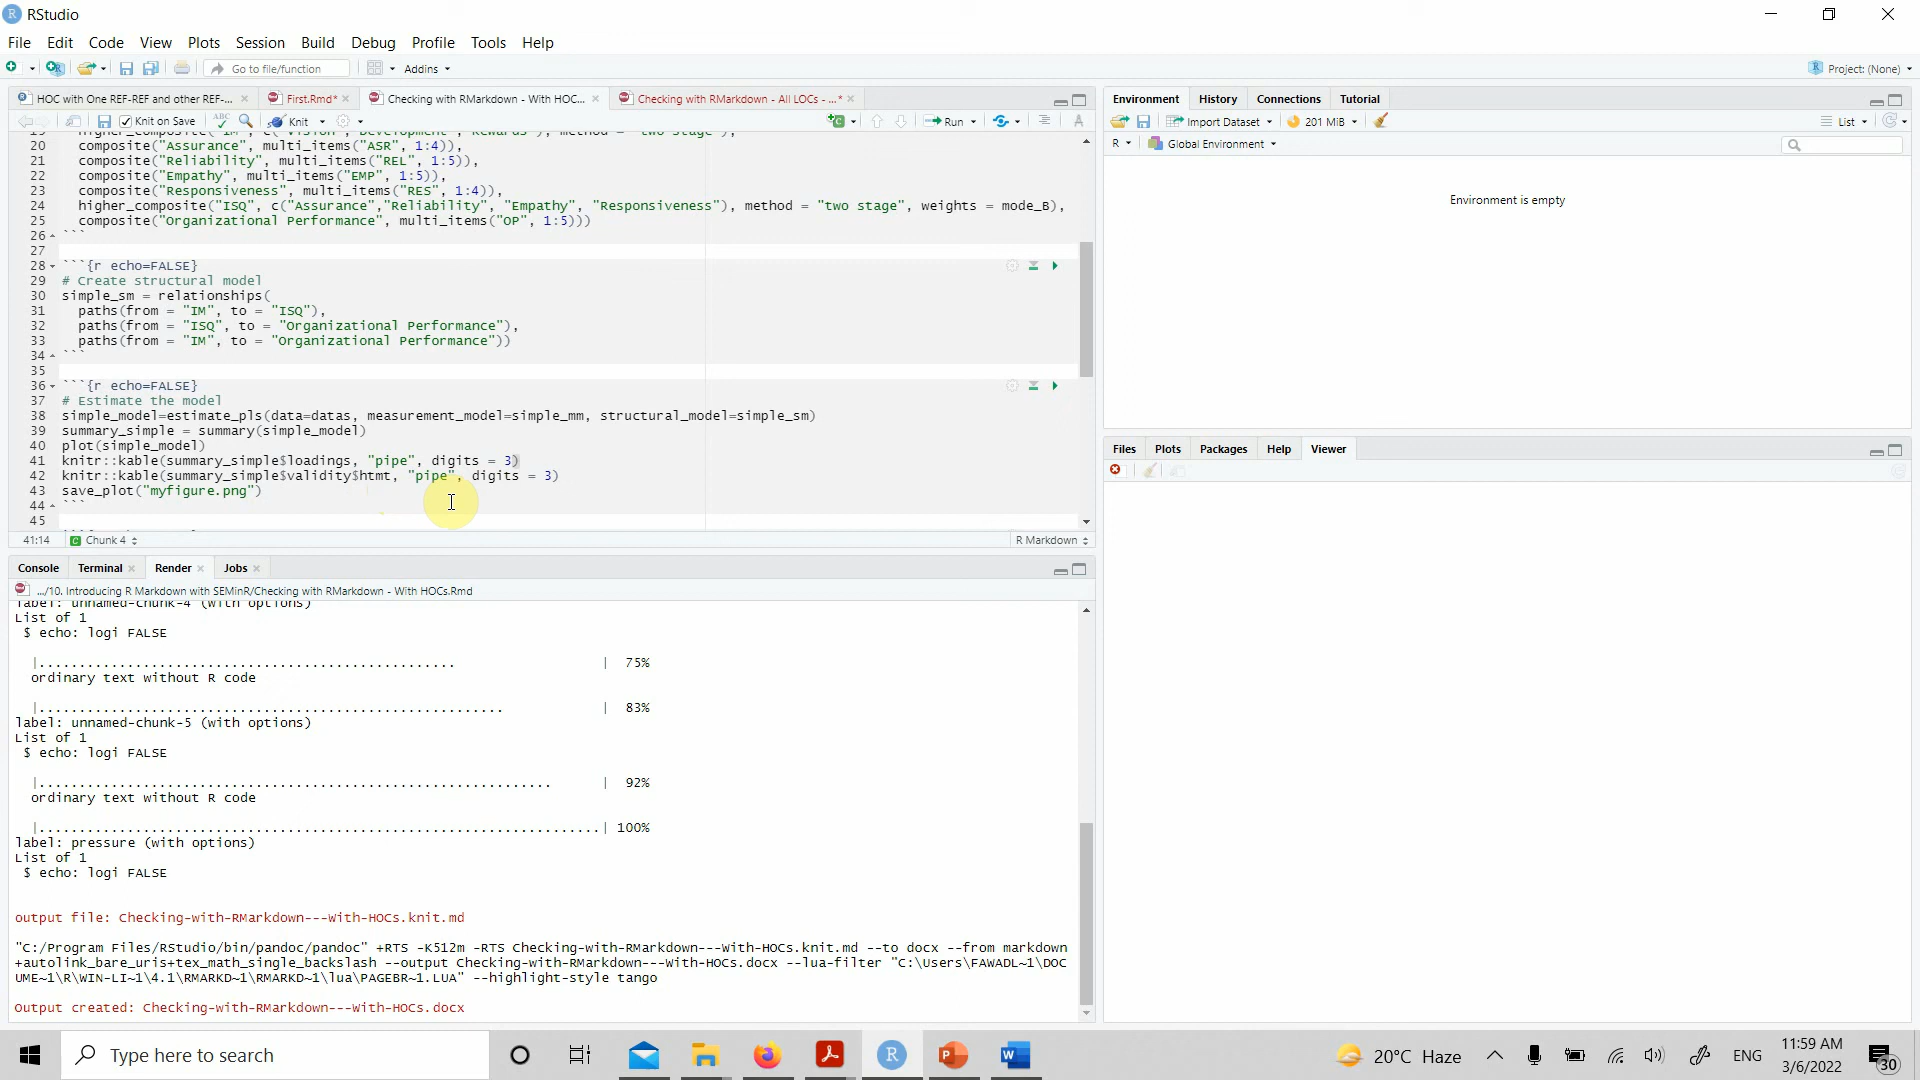 RStudio
File Edit Code View Plots Session Build Debug Profile Tools Help
Go to file/function
Addins
Project: (None)
HOC with One REF-REF and other REF-...
First.Rmd*
Checking with RMarkdown - With HOC...
Checking with RMarkdown - All LOCs - ...*
Knit on Save
ABC
Knit
Run
20 composite("Assurance", multi_items("ASR", 1:4)),
21 composite("Reliability", multi_items("REL", 1:5)),
22 composite("Empathy", multi_items("EMP", 1:5)),
23 composite("Responsiveness", multi_items("RES", 1:4)),
24 higher_composite("ISQ", c("Assurance","Reliability", "Empathy", "Responsiveness"), method = "two stage", weights = mode_B),
25 composite("Organizational Performance", multi_items("OP", 1:5)))
26 ```
27
28 ```{r echo=FALSE}
29 # Create structural model
30 simple_sm = relationships(
31 paths(from = "IM", to = "ISQ"),
32 paths(from = "ISQ", to = "Organizational Performance"),
33 paths(from = "IM", to = "Organizational Performance"))
34 ```
35
36 ```{r echo=FALSE}
37 # Estimate the model
38 simple_model=estimate_pls(data=datas, measurement_model=simple_mm, structural_model=simple_sm)
39 summary_simple = summary(simple_model)
40 plot(simple_model)
41 knitr::kable(summary_simple$loadings, "pipe", digits = 3)
42 knitr::kable(summary_simple$validity$htmt, "pipe", digits = 3)
43 save_plot("myfigure.png")
44 ```
45
41:14 Chunk 4 R Markdown
Console Terminal Render Jobs
.../10. Introducing R Markdown with SEMinR/Checking with RMarkdown - With HOCs.Rmd
label: unnamed-chunk-4 (with options)
List of 1
$ echo: logi FALSE
|.................................................... | 75%
ordinary text without R code
|.......................................................... | 83%
label: unnamed-chunk-5 (with options)
List of 1
$ echo: logi FALSE
|................................................................ | 92%
ordinary text without R code
|......................................................................| 100%
label: pressure (with options)
List of 1
$ echo: logi FALSE
output file: Checking-with-RMarkdown---With-HOCs.knit.md
"C:/Program Files/RStudio/bin/pandoc/pandoc" +RTS -K512m -RTS Checking-with-RMarkdown---With-HOCs.knit.md --to docx --from markdown
+autolink_bare_uris+tex_math_single_backslash --output Checking-with-RMarkdown---With-HOCs.docx --lua-filter "C:\Users\FAWADL~1\DOC
UME~1\R\WIN-LI~1\4.1\RMARKD~1\RMARKD~1\lua\PAGEBR~1.LUA" --highlight-style tango
Output created: Checking-with-RMarkdown---With-HOCs.docx
Environment History Connections Tutorial
Import Dataset 201 MiB List
R Global Environment
Environment is empty
Files Plots Packages Help Viewer
Type here to search
20°C Haze
ENG
11:59 AM
3/6/2022
30